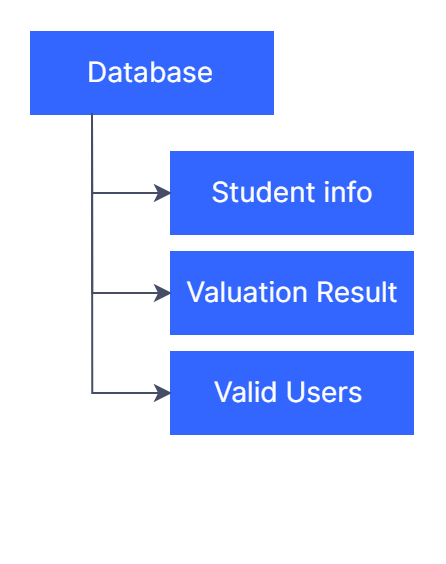 Database
Student info
Valuation Result
Valid Users